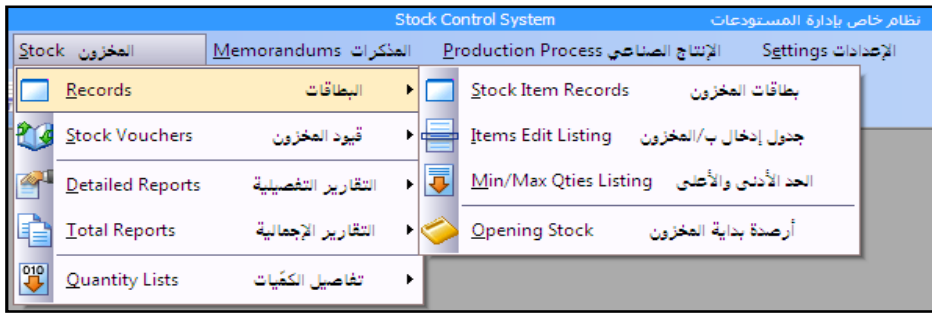 Stock Control System نظام خاص بإدارة المستودعات
Stock المخزون Memorandums المذكرات Production Process الإنتاج الصناعي Settings الإعدادات
Records البطاقات
Stock Vouchers قيود المخزون
Detailed Reports التقارير التفصيلية
Total Reports التقارير الإجمالية
Quantity Lists تفاصيل الكمّيات
Stock Item Records بطاقات المخزون
Items Edit Listing جدول إدخال ب/المخزون
Min/Max Qties Listing الحد الأدنى والأعلى
Opening Stock أرصدة بداية المخزون
010